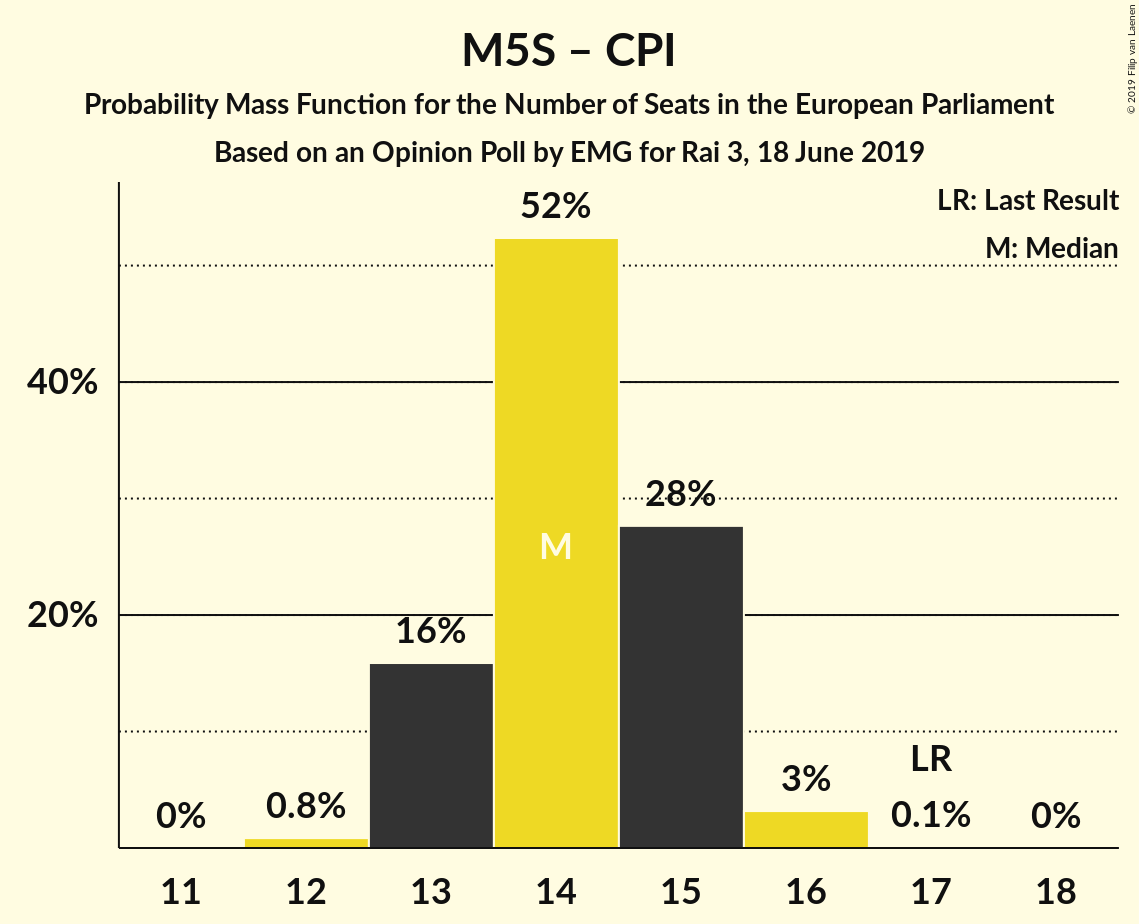 M5S – CPI
Probability Mass Function for the Number of Seats in the European Parliament
Based on an Opinion Poll by EMG for Rai 3, 18 June 2019
© 2019 Filip van Laenen
LR: Last Result
M: Median
52%
40%
28%
M
20%
16%
LR
3%
0%
0.8%
0.1%
0%
11 12 13 14 15 16 17 18